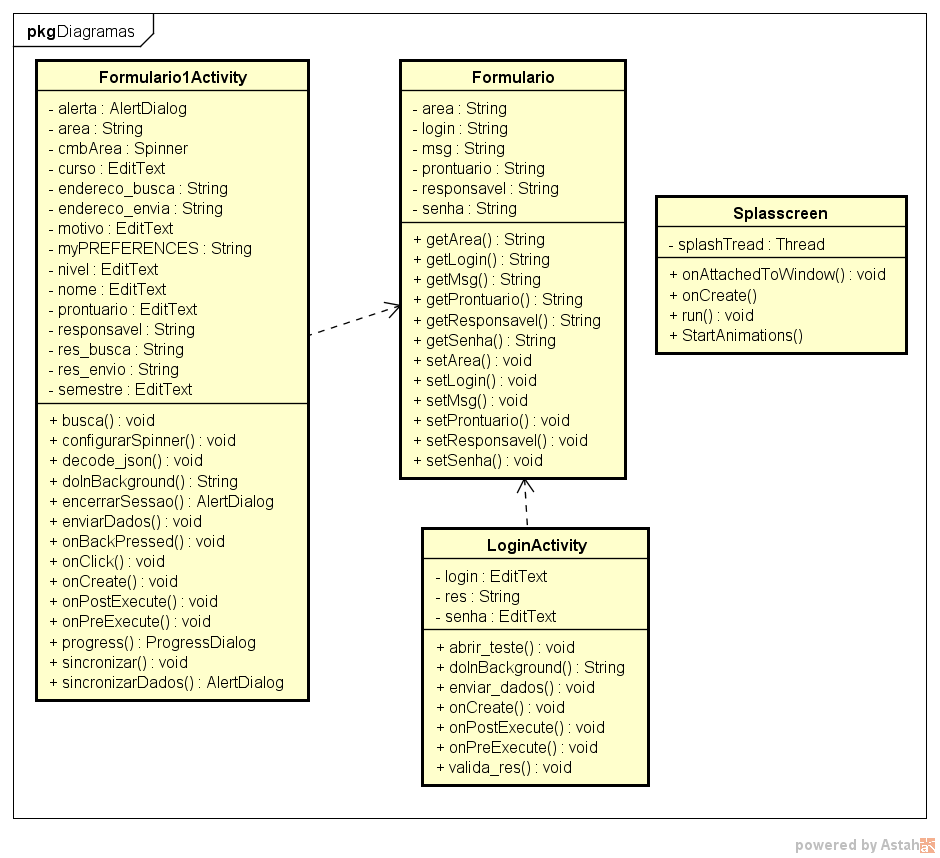 pkg Diagramas
Formulario1Activity
- alerta : AlertDialog
- area : String
- cmbArea : Spinner
- curso : EditText
- endereco_busca : String
- endereco_envia : String
- motivo : EditText
- myPREFERENCES : String
- nivel : EditText
- nome : EditText
- prontuario : EditText
- responsavel : String
- res_busca : String
- res_envio : String
- semestre : EditText
+ busca() : void
+ configurarSpinner() : void
+ decode_json() : void
+ doInBackground() : String
+ encerrarSessao() : AlertDialog
+ enviarDados() : void
+ onBackPressed() : void
+ onClick() : void
+ onCreate() : void
+ onPostExecute() : void
+ onPreExecute() : void
+ progress() : ProgressDialog
+ sincronizar() : void
+ sincronizarDados() : AlertDialog
Formulario
- area : String
- login : String
- msg : String
- prontuario : String
- responsavel : String
- senha : String
+ getArea() : String
+ getLogin() : String
+ getMsg() : String
+ getProntuario() : String
+ getResponsavel() : String
+ getSenha() : String
+ setArea() : void
+ setLogin() : void
+ setMsg() : void
+ setProntuario() : void
+ setResponsavel() : void
+ setSenha() : void
Splasscreen
- splashTread : Thread
+ onAttachedToWindow() : void
+ onCreate()
+ run() : void
+ StartAnimations()
LoginActivity
- login : EditText
- res : String
- senha : EditText
+ abrir_teste() : void
+ doInBackground() : String
+ enviar_dados() : void
+ onCreate() : void
+ onPostExecute() : void
+ onPreExecute() : void
+ valida_res() : void
powered by Astah